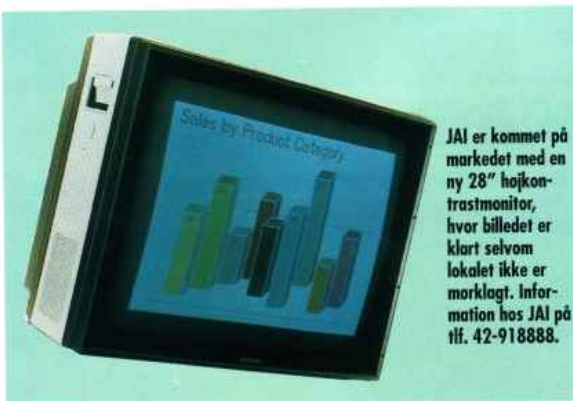 Sales by Product Category
JAI er kommet på
markedet med en
ny 28” højkon-
trastmonitor,
hvor billedet er
klart selvom
lokalet ikke er
mørklagt. Infor-
mation hos JAI på
tlf. 42-918888.